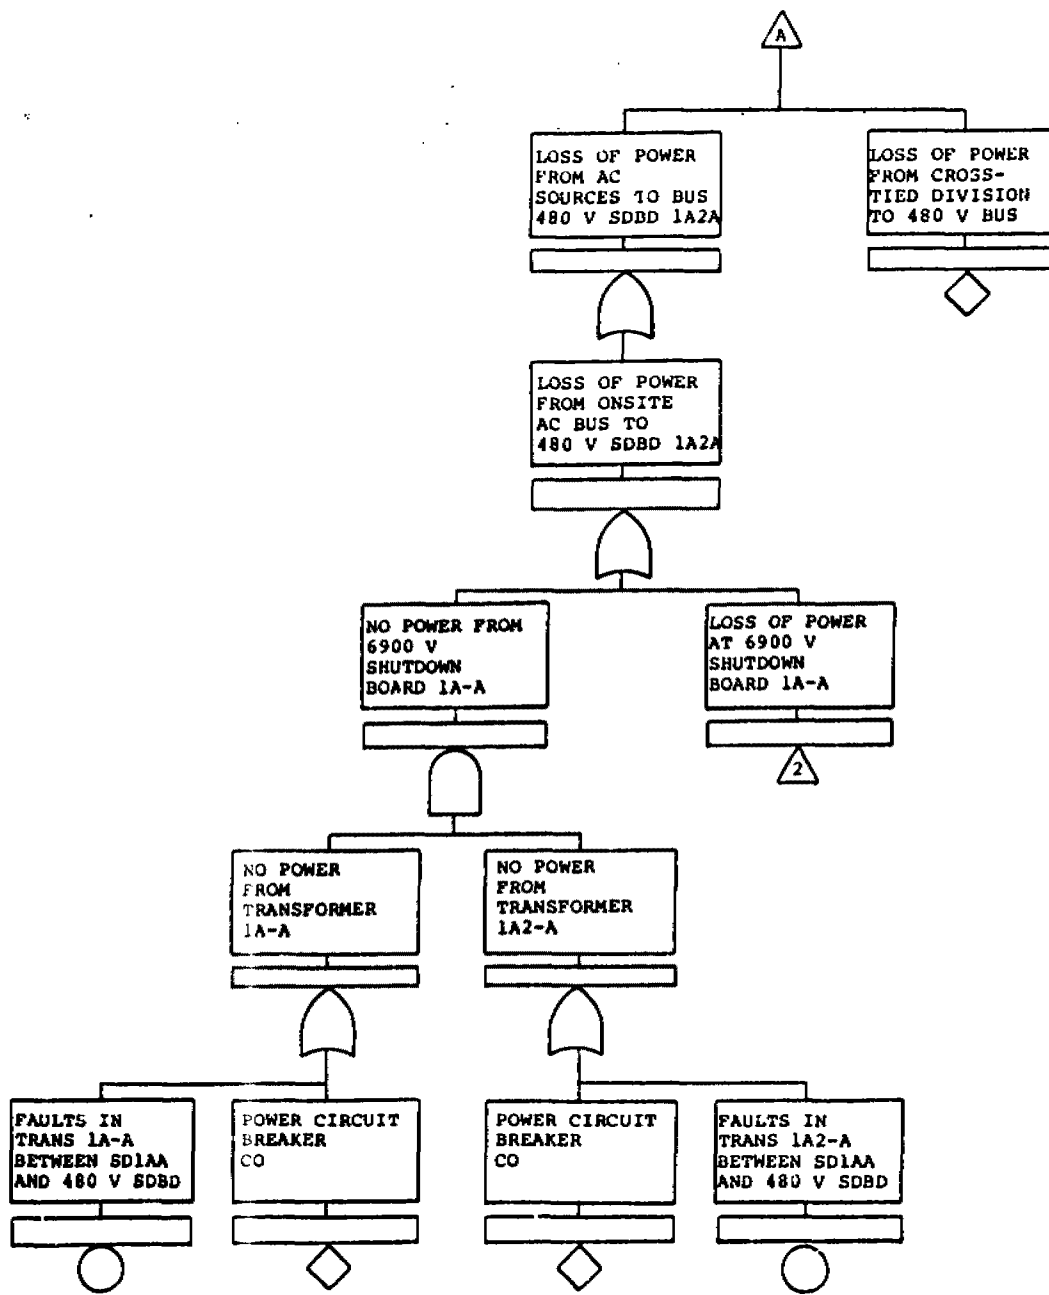 A
LOSS OF POWER
FROM AC
SOURCES TO BUS
480 V SDBD 1A2A
LOSS OF POWER
FROM CROSS-
TIED DIVISION
TO 480 V BUS
LOSS OF POWER
FROM ONSITE
AC BUS TO
480 V SDBD 1A2A
NO POWER FROM
6900 V
SHUTDOWN
BOARD 1A-A
LOSS OF POWER
AT 6900 V
SHUTDOWN
BOARD 1A-A
2
NO POWER
FROM
TRANSFORMER
1A-A
NO POWER
FROM
TRANSFORMER
1A2-A
FAULTS IN
TRANS 1A-A
BETWEEN SD1AA
AND 480 V SDBD
POWER CIRCUIT
BREAKER
CO
POWER CIRCUIT
BREAKER
CO
FAULTS IN
TRANS 1A2-A
BETWEEN SD1AA
AND 480 V SDBD